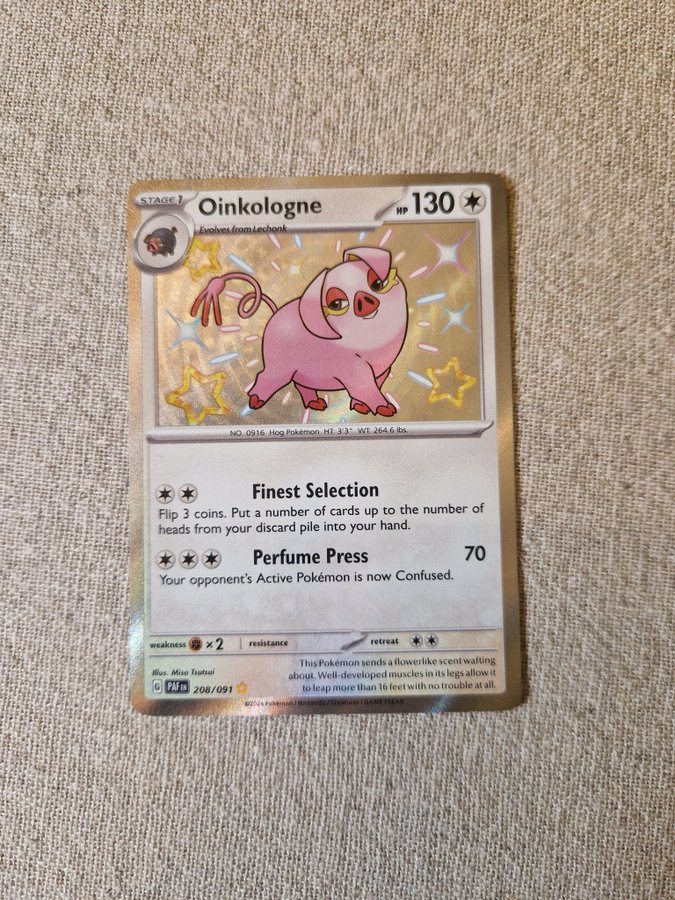 STAGE 1
Oinkologne
HP 130
Evolves from Lechonk
NO. 0916 Hog Pokémon HT: 3'3" WT: 264.6 lbs.
Finest Selection
Flip 3 coins. Put a number of cards up to the number of
heads from your discard pile into your hand.
Perfume Press 70
Your opponent's Active Pokémon is now Confused.
weakness ×2 resistance retreat
Illus. Misa Tsutsui
This Pokémon sends a flowerlike scent wafting
about. Well-developed muscles in its legs allow it
to leap more than 16 feet with no trouble at all.
G PAF EN 208/091
©2024 Pokémon / Nintendo / Creatures / GAME FREAK